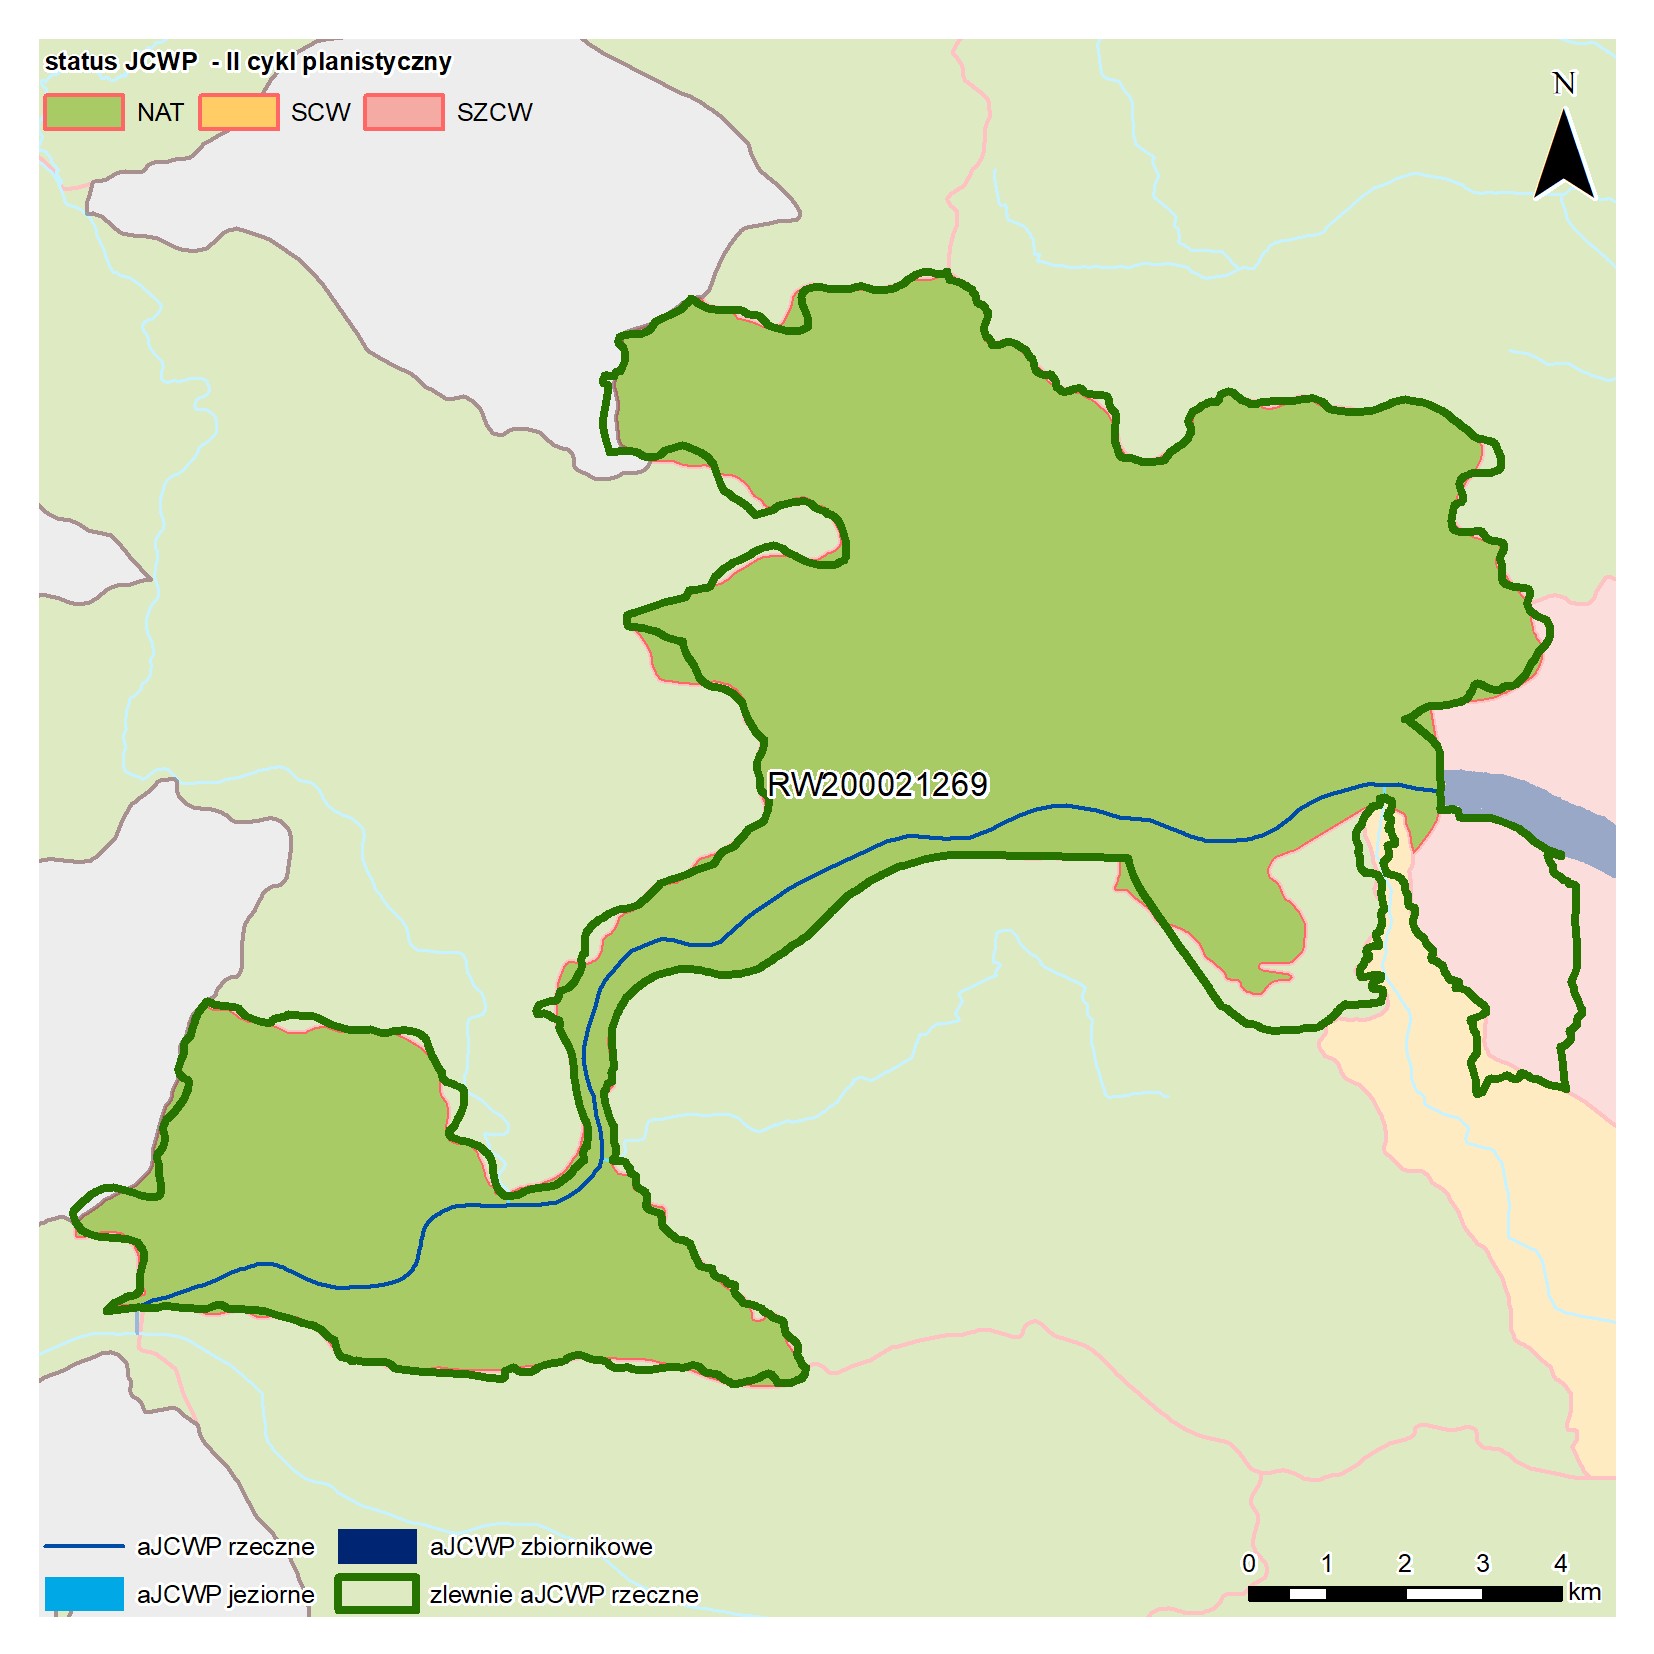 status JCWP - II cykl planistyczny
NAT SCW SZCW
N
RW200021269
aJCWP rzeczne aJCWP zbiornikowe
aJCWP jeziorne zlewnie aJCWP rzeczne
0 1 2 3 4
km